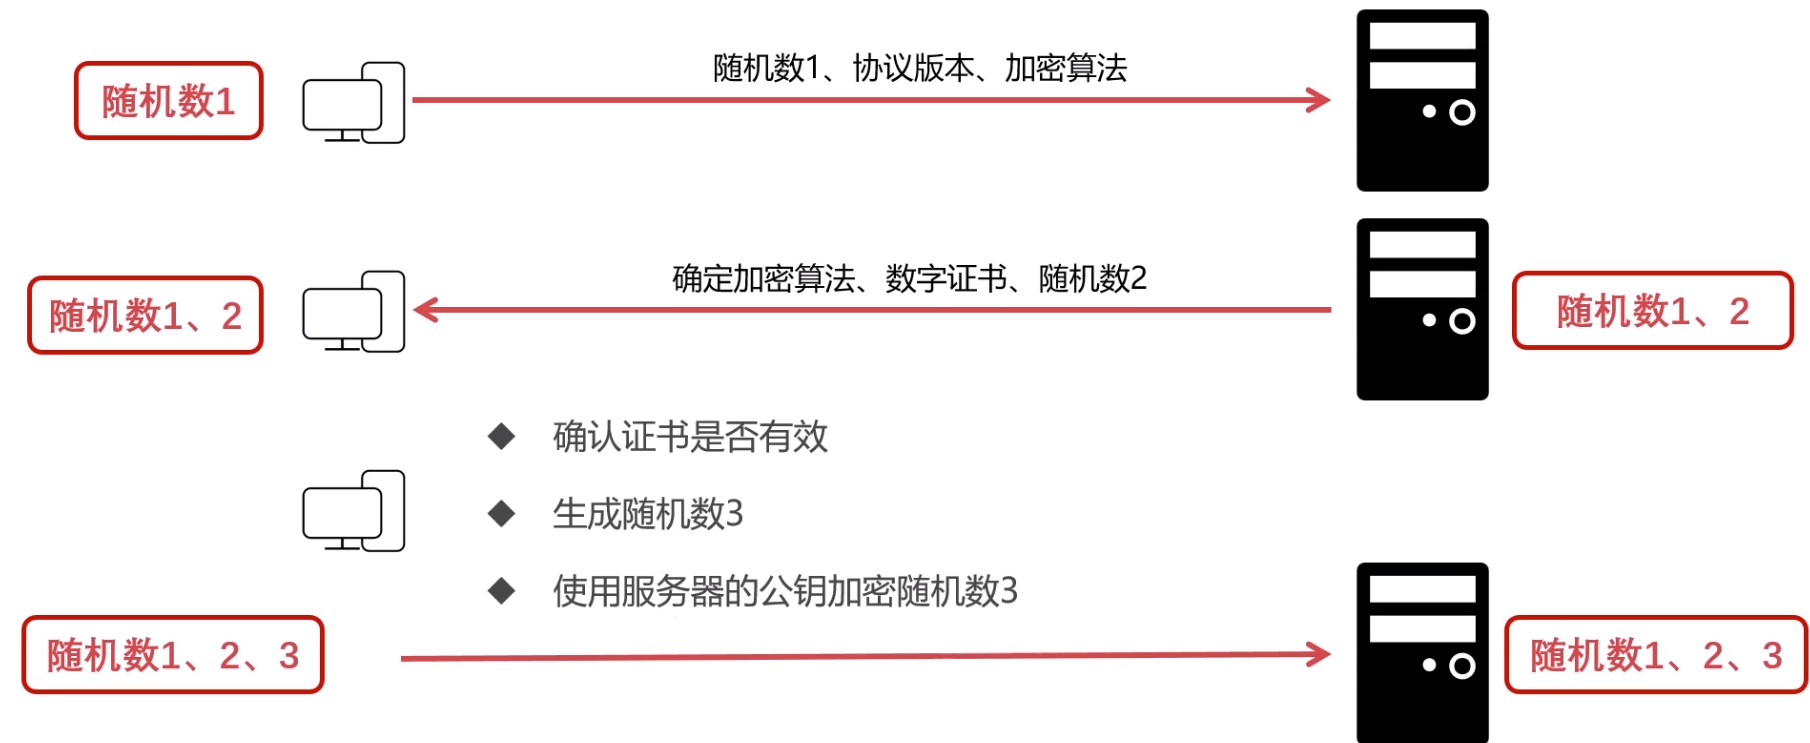 随机数1
随机数1、协议版本、加密算法
随机数1、2
确定加密算法、数字证书、随机数2
随机数1、2
确认证书是否有效
生成随机数3
使用服务器的公钥加密随机数3
随机数1、2、3
随机数1、2、3